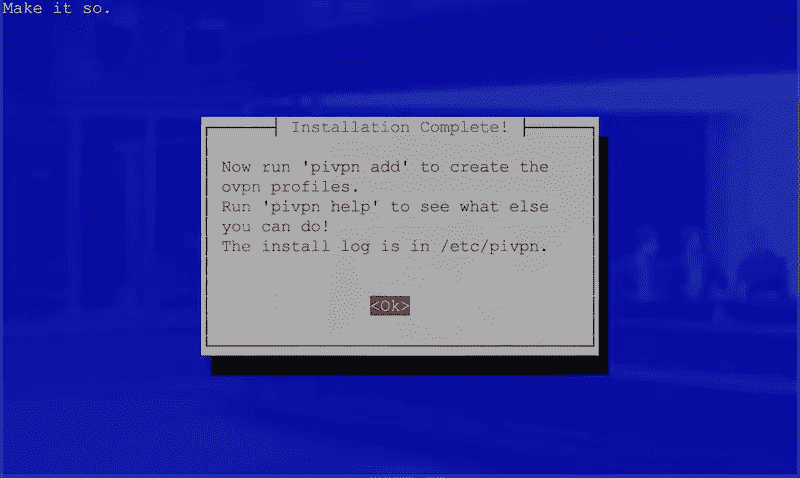 Make it so.
Installation Complete!
Now run 'pivpn add' to create the
ovpn profiles.
Run 'pivpn help' to see what else
you can do!
The install log is in /etc/pivpn.
<Ok>